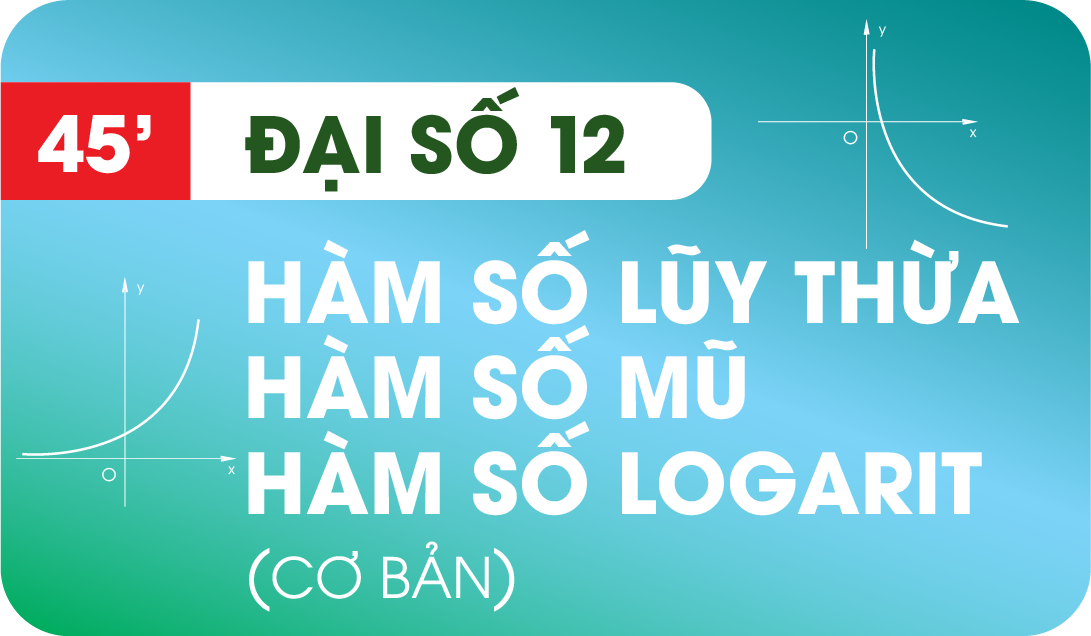 45’ ĐẠI SỐ 12
y
O
x
HÀM SỐ LŨY THỪA
y
HÀM SỐ MŨ
HÀM SỐ LOGARIT
O
x
(CƠ BẢN)